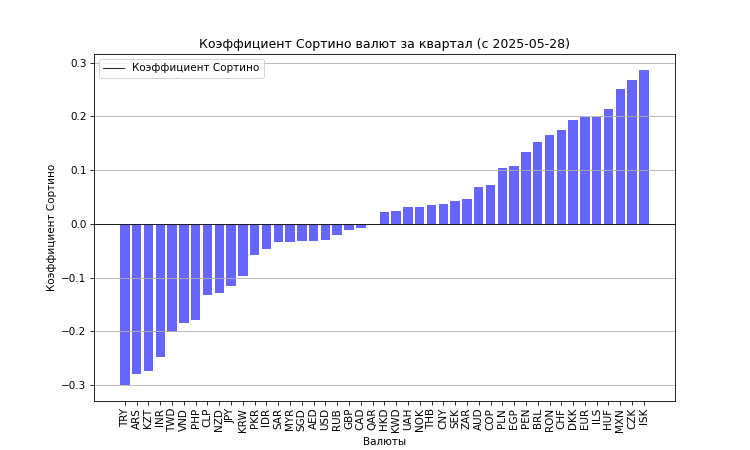 Коэффициент Сортино валют за квартал (с 2025-05-28)
Коэффициент Сортино
0.3
0.2
0.1
0.0
−0.1
−0.2
−0.3
Коэффициент Сортино
TRY ARS KZT INR TWD VND PHP CLP NZD JPY KRW PKR IDR SAR MYR SGD AED USD RUB GBP CAD QAR HKD KWD UAH NOK THB CNY SEK ZAR AUD COP PLN EGP PEN BRL RON CHF DKK EUR ILS HUF MXN CZK ISK
Валюты